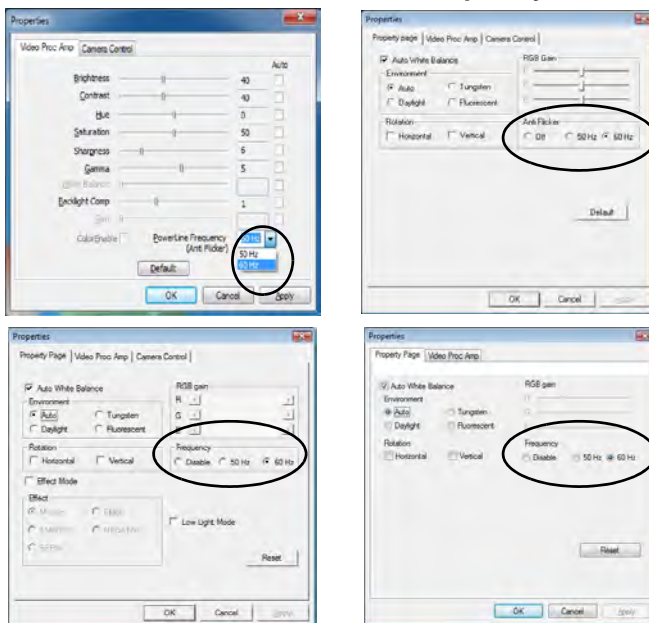 Properties
Video Proc Amp Camera Control
Auto
Brightness 40
Contrast 40
Hue 0
Saturation 50
Sharpness 6
Gamma 5
White Balance
Backlight Comp 1
Gain
ColorEnable PowerLine Frequency
(Anti Flicker)
50 Hz
60 Hz
Default
OK Cancel Apply
Properties
Property page Video Proc Amp Camera Control
Auto White Balance
RGB Gain
Environment
Auto Tungsten
Daylight Fluorescent
Rotation
Horizontal Vertical
Anti Flicker
Off 50 Hz 60 Hz
Default
OK Cancel Apply
Properties
Property Page Video Proc Amp Camera Control
Auto White Balance
RGB gain
Environment
R
Auto Tungsten
G
Daylight Fluorescent
Rotation
Horizontal Vertical
Frequency
Disable 50 Hz 60 Hz
Effect Mode
Effect
Low Light Mode
Reset
OK Cancel Apply
Properties
Property Page Video Proc Amp
Auto White Balance
RGB gain
Environment
Auto Tungsten
Daylight Fluorescent
Rotation
Horizontal Vertical
Frequency
Disable 50 Hz 60 Hz
Reset
OK Cancel Apply